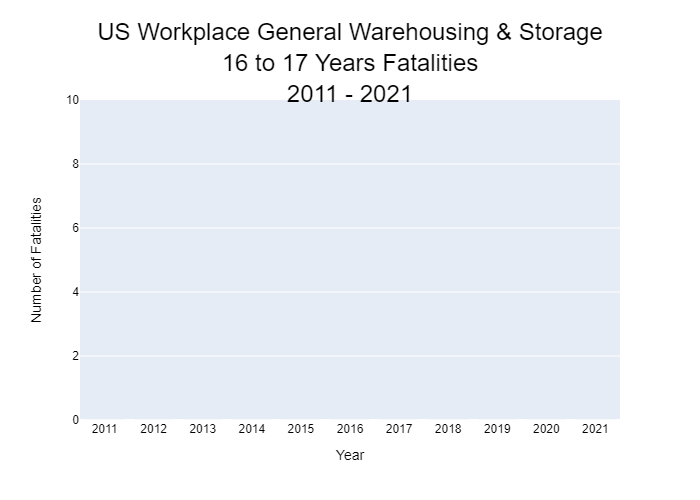 US Workplace General Warehousing & Storage
16 to 17 Years Fatalities
2011 - 2021
10
8
6
4
2
0
Number of Fatalities
2011 2012 2013 2014 2015 2016 2017 2018 2019 2020 2021
Year